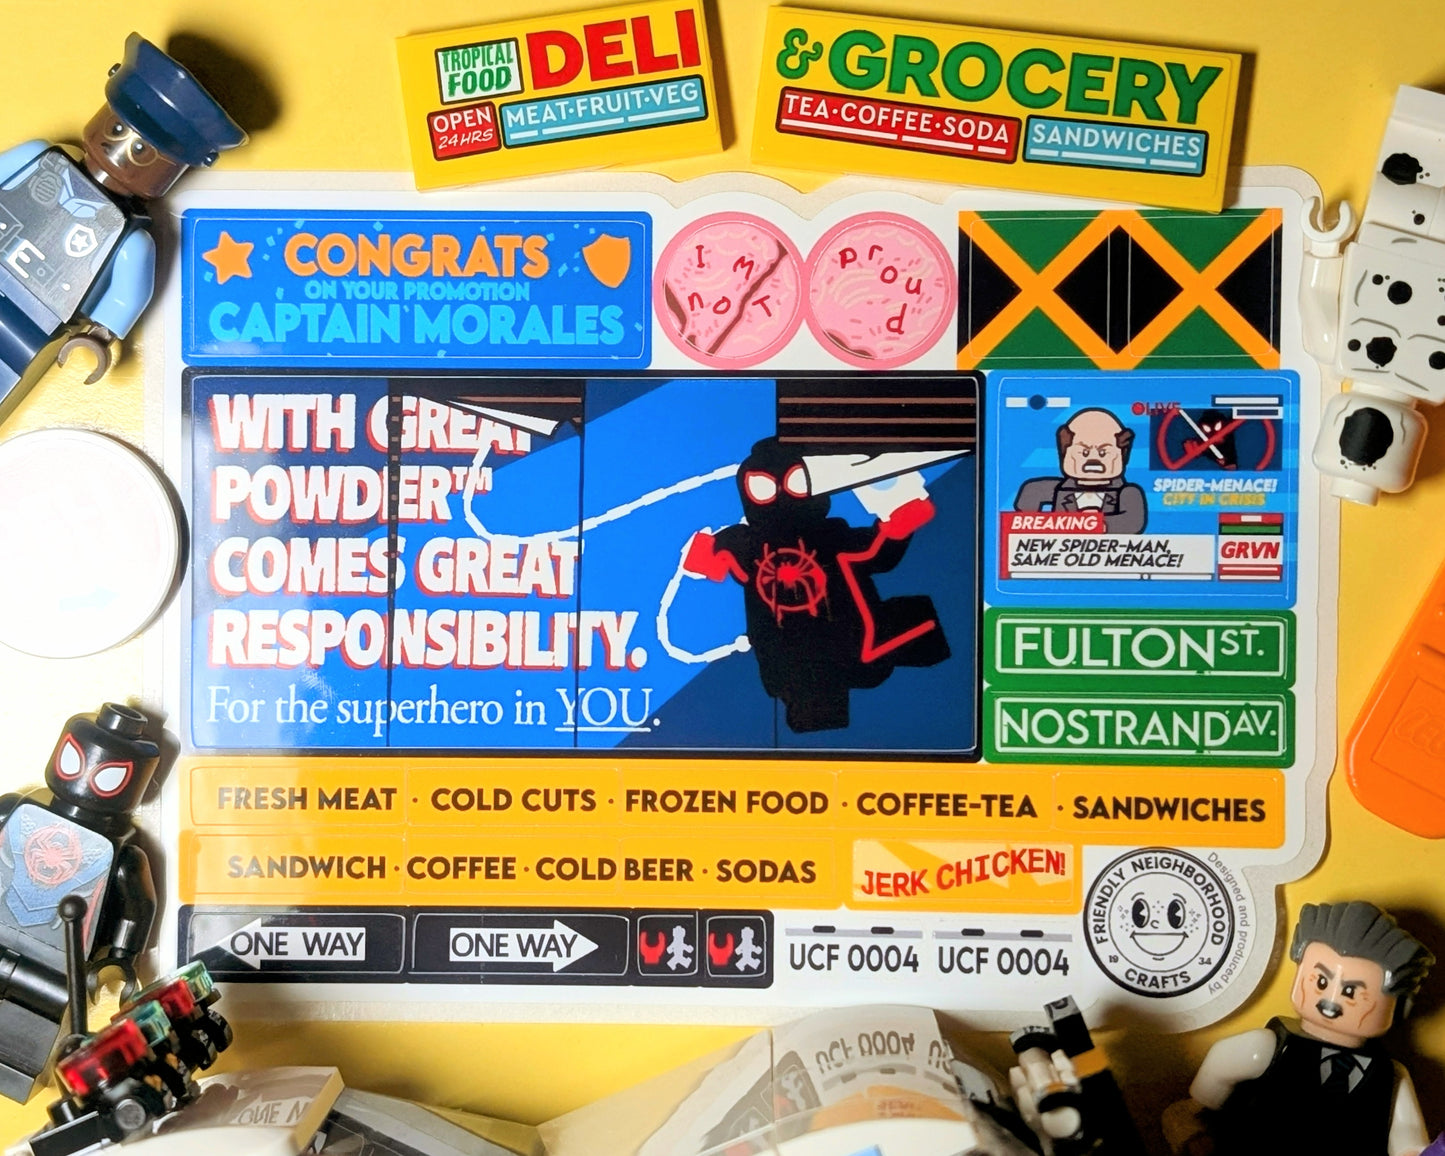 TROPICAL
FOOD
DELI
OPEN
24HRS
MEAT·FRUIT·VEG
& GROCERY
TEA·COFFEE·SODA
SANDWICHES
CONGRATS
ON YOUR PROMOTION
CAPTAIN MORALES
I m
not
proud
WITH GREAT
POWDER™
COMES GREAT
RESPONSIBILITY.
For the superhero in YOU.
LIVE
SPIDER-MENACE!
CITY IN CRISIS
BREAKING
NEW SPIDER-MAN,
SAME OLD MENACE!
GRVN
FULTON ST.
NOSTRAND AV.
FRESH MEAT · COLD CUTS · FROZEN FOOD · COFFEE-TEA · SANDWICHES
SANDWICH · COFFEE · COLD BEER · SODAS
JERK CHICKEN!
ONE WAY
ONE WAY
UCF 0004
UCF 0004
FRIENDLY NEIGHBORHOOD
19 34
CRAFTS
Designed and produced by
UCF 0004